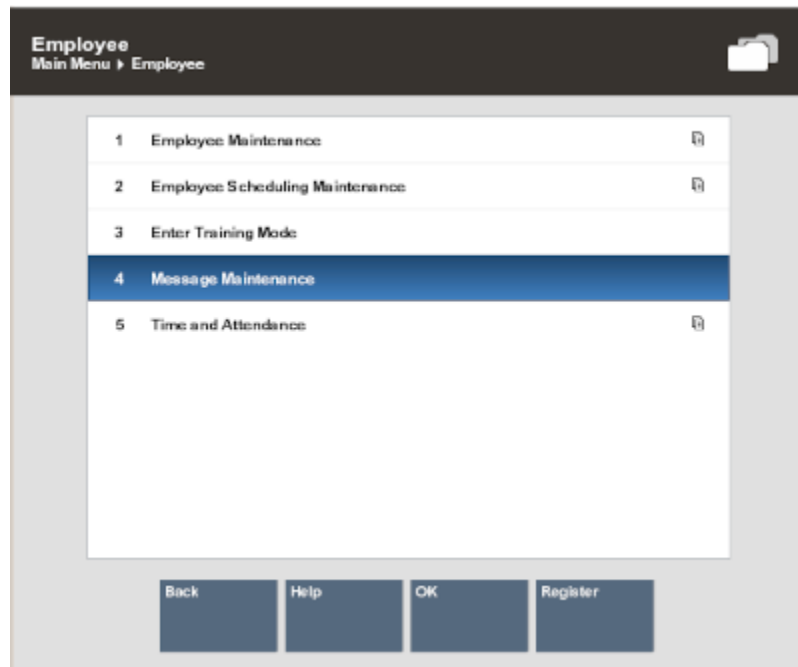 Employee
Main Menu ▸ Employee
1 Employee Maintenance
2 Employee Scheduling Maintenance
3 Enter Training Mode
4 Message Maintenance
5 Time and Attendance
Back Help OK Register